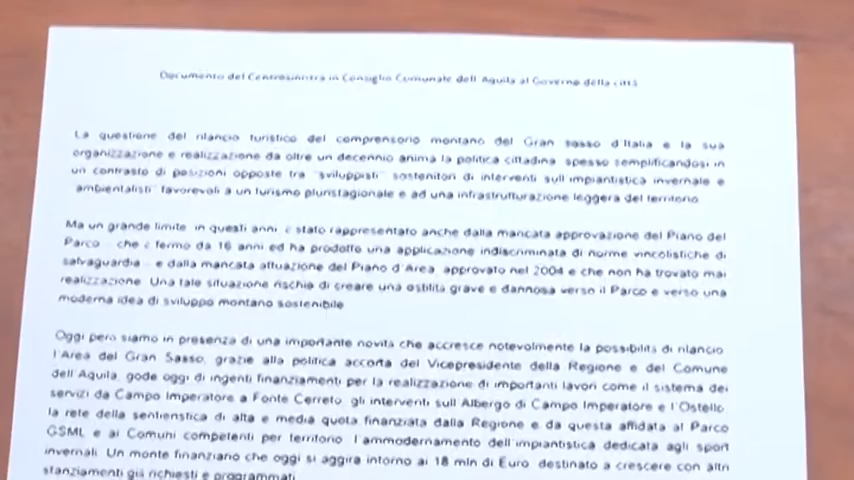 Documento del Centrosinistra in Consiglio Comunale dell'Aquila al Governo della città
La questione del rilancio turistico del comprensorio montano del Gran Sasso d'Italia e la sua
organizzazione e realizzazione da oltre un decennio anima la politica cittadina spesso semplificandosi in
un contrasto di posizioni opposte tra "sviluppisti" sostenitori di interventi sull'impiantistica invernale e
ambientalisti" favorevoli a un turismo pluristagionale e ad una infrastrutturazione leggera del territorio
Ma un grande limite in questi anni è stato rappresentato anche dalla mancata approvazione del Piano del
Parco - che è fermo da 16 anni ed ha prodotto una applicazione indiscriminata di norme vincolistiche di
salvaguardia - e dalla mancata attuazione del Piano d'Area, approvato nel 2004 e che non ha trovato mai
realizzazione. Una tale situazione rischia di creare una ostilità grave e dannosa verso il Parco e verso una
moderna idea di sviluppo montano sostenibile
Oggi però siamo in presenza di una importante novità che accresce notevolmente la possibilità di rilancio.
l'Area del Gran Sasso, grazie alla politica accorta del Vicepresidente della Regione e del Comune
dell'Aquila, gode oggi di ingenti finanziamenti per la realizzazione di importanti lavori come il sistema dei
servizi da Campo Imperatore a Fonte Cerreto, gli interventi sull'Albergo di Campo Imperatore e l'Ostello,
la rete della sentieristica di alta e media quota finanziata dalla Regione e da questa affidata al Parco
GSML e ai Comuni competenti per territorio, l'ammodernamento dell'impiantistica dedicata agli sport
invernali. Un monte finanziario che oggi si aggira intorno ai 18 mln di Euro, destinato a crescere con altri
stanziamenti già richiesti e programmati